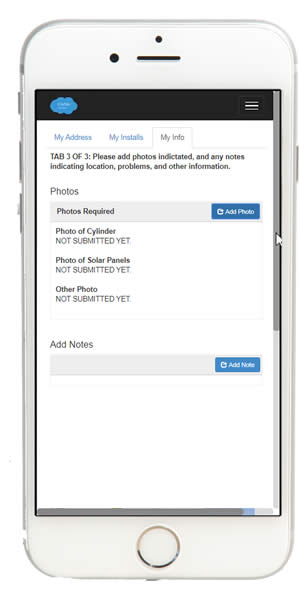 My Address My Installs My Info
TAB 3 OF 3: Please add photos indictated, and any notes
indicating location, problems, and other information.
Photos
Photos Required Add Photo
Photo of Cylinder
NOT SUBMITTED YET.
Photo of Solar Panels
NOT SUBMITTED YET.
Other Photo
NOT SUBMITTED YET.
Add Notes
Add Note